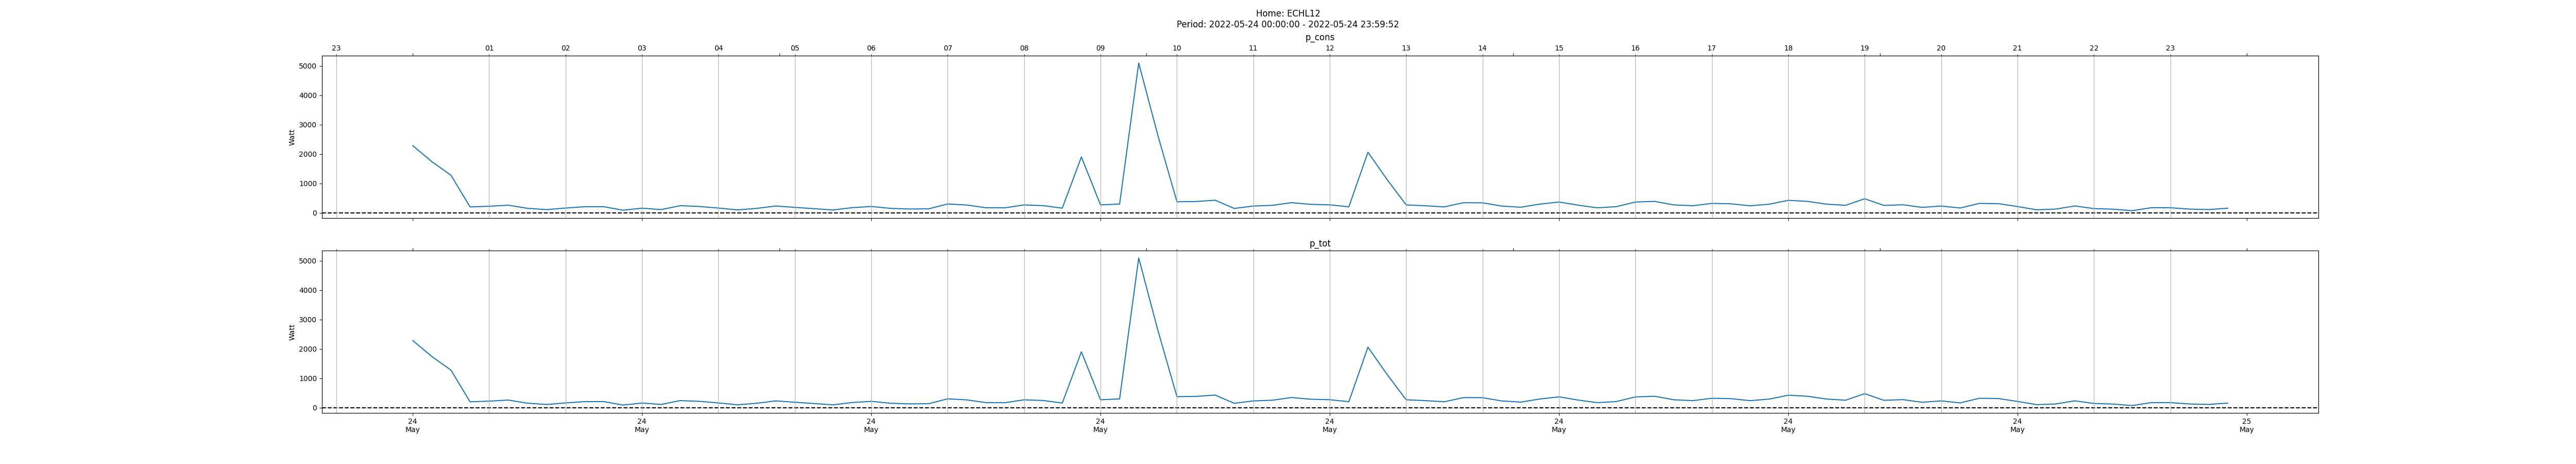 Home: ECHL12
Period: 2022-05-24 00:00:00 - 2022-05-24 23:59:52
p_cons
23 01 02 03 04 05 06 07 08 09 10 11 12 13 14 15 16 17 18 19 20 21 22 23
5000
4000
3000
2000
1000
0
Watt
p_tot
5000
4000
3000
2000
1000
0
Watt
24 24 24 24 24 24 24 24 25
May May May May May May May May May